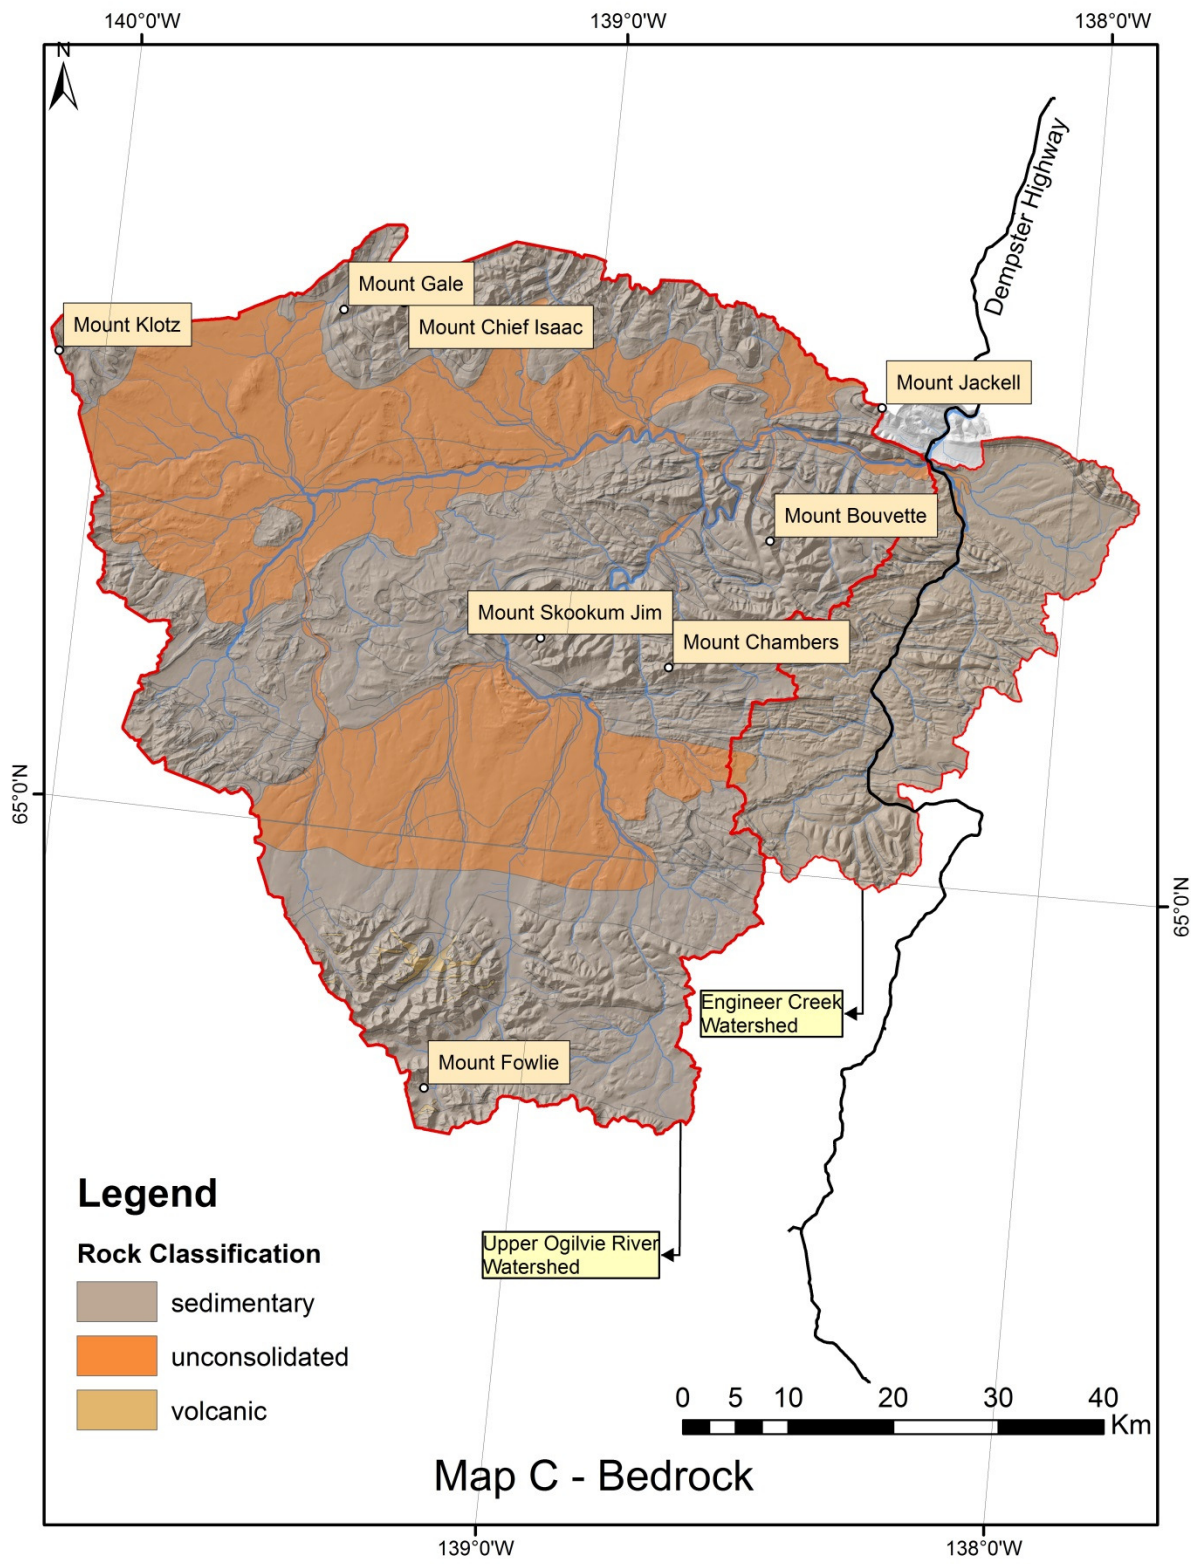 140°0'W
139°0'W
138°0'W
N
Dempster Highway
Mount Gale
Mount Klotz
Mount Chief Isaac
Mount Jackell
Mount Bouvette
Mount Skookum Jim
Mount Chambers
65°0'N
65°0'N
Engineer Creek
Watershed
Mount Fowlie
Legend
Upper Ogilvie River
Watershed
Rock Classification
sedimentary
unconsolidated
volcanic
0 5 10 20 30 40
Km
Map C - Bedrock
139°0'W
138°0'W